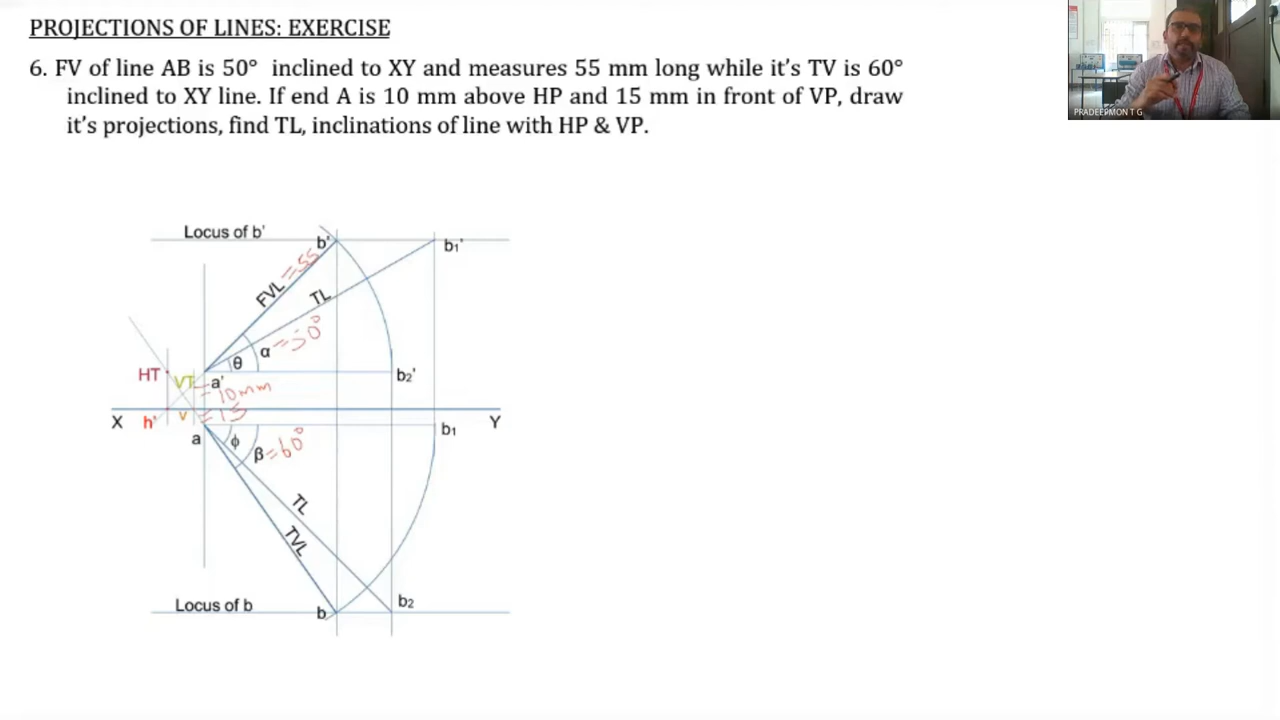 PROJECTIONS OF LINES: EXERCISE
6. FV of line AB is 50° inclined to XY and measures 55 mm long while it's TV is 60°
inclined to XY line. If end A is 10 mm above HP and 15 mm in front of VP, draw
it's projections, find TL, inclinations of line with HP & VP.
PRADEEPMON T G
Locus of b'
b'
b₁'
FVL = 55
TL
α = 50°
θ
HT
VT
a'
b₂'
= 10mm
X
h'
v
= 15
Y
a
ϕ
b₁
β = 60°
TL
TVL
Locus of b
b
b₂